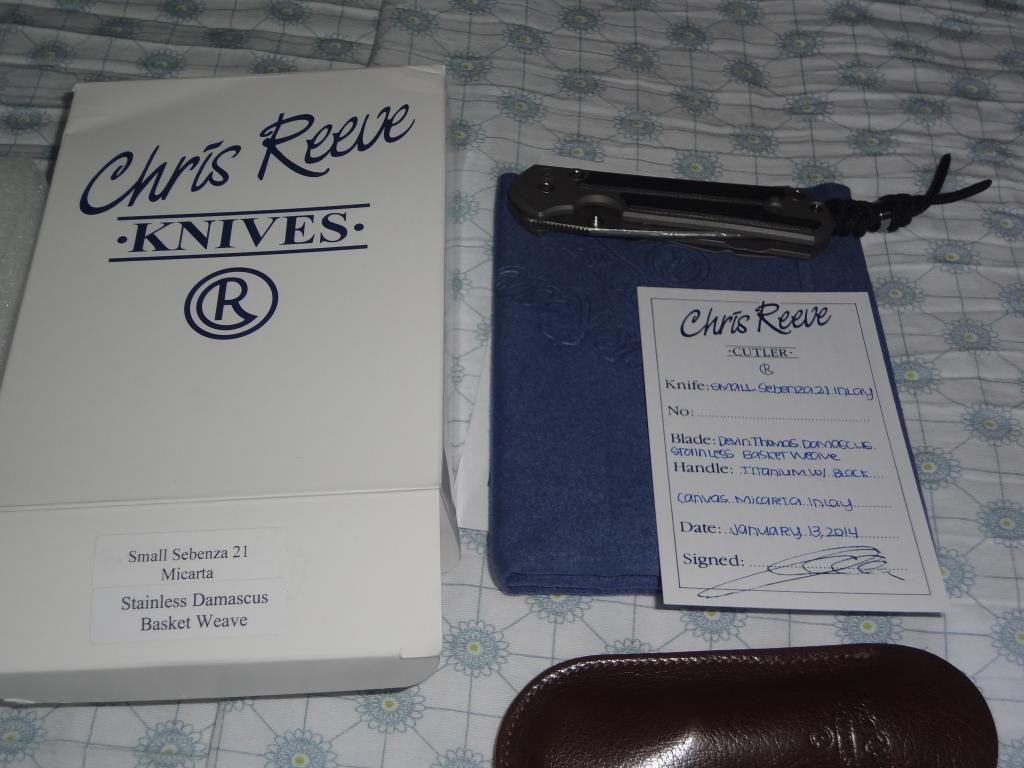 Chris Reeve
·KNIVES·
R
Small Sebenza 21
Micarta
Stainless Damascus
Basket Weave
Chris Reeve
·CUTLER·
R
Knife: SMALL Sebenza 21 INLAY
No:
Blade: Devin Thomas Damascus
Stainless Basket Weave
Handle: Titanium w/ Black
Canvas Micarta Inlay
Date: January 13, 2014
Signed: